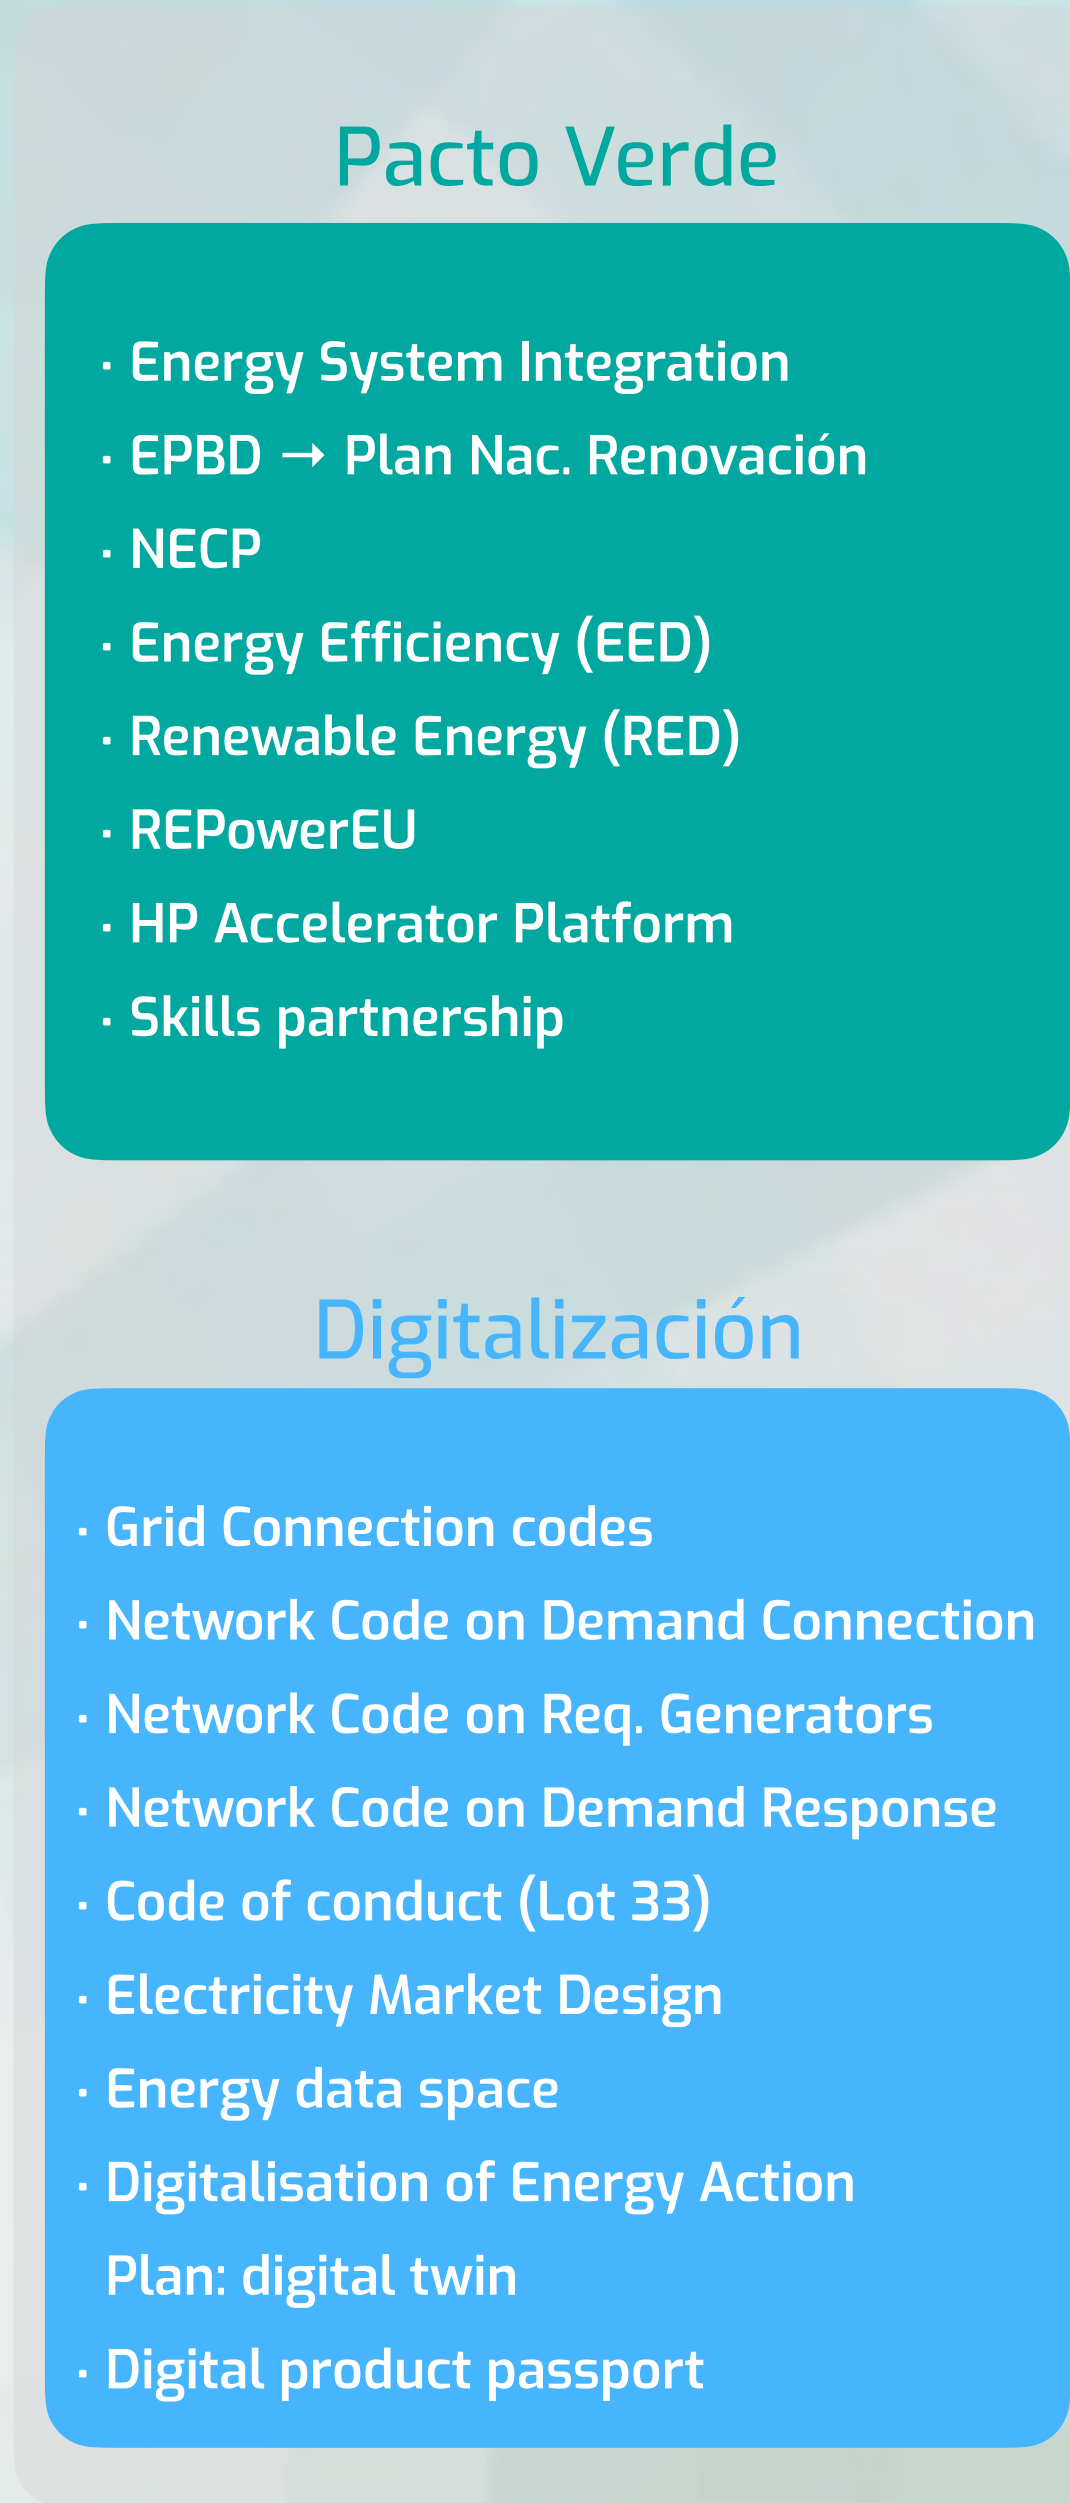 Pacto Verde
· Energy System Integration
· EPBD → Plan Nac. Renovación
· NECP
· Energy Efficiency (EED)
· Renewable Energy (RED)
· REPowerEU
· HP Accelerator Platform
· Skills partnership
Digitalización
· Grid Connection codes
· Network Code on Demand Connection
· Network Code on Req. Generators
· Network Code on Demand Response
· Code of conduct (Lot 33)
· Electricity Market Design
· Energy data space
· Digitalisation of Energy Action
Plan: digital twin
· Digital product passport